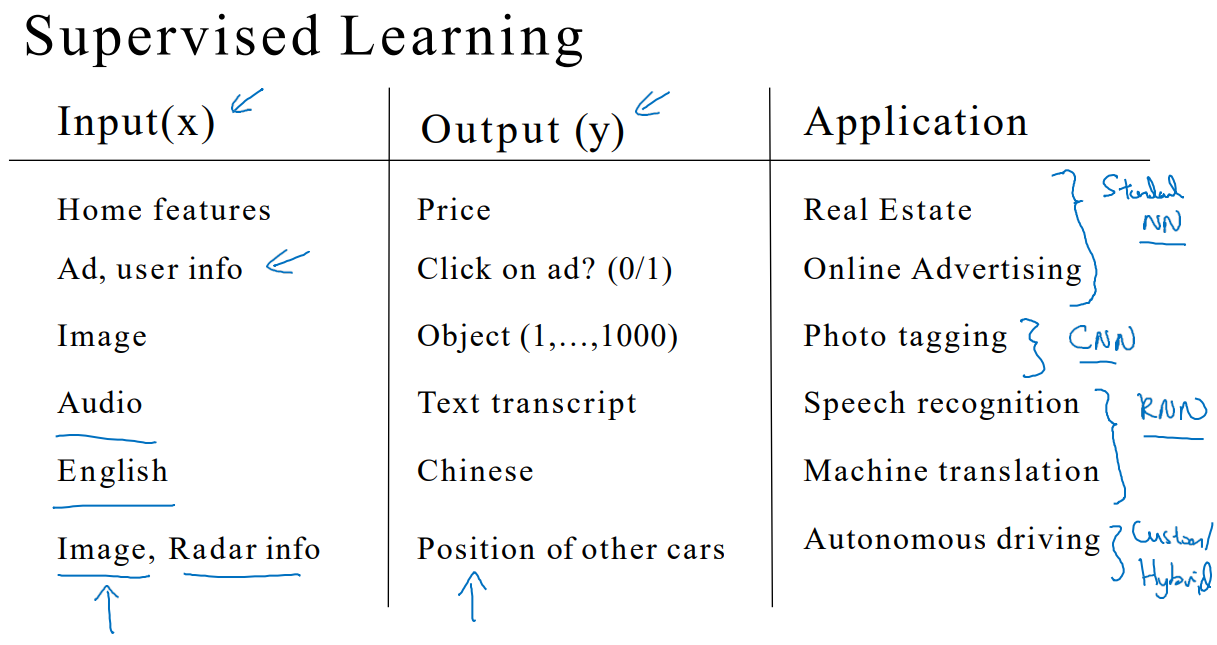 Supervised Learning
Input(x) Output (y) Application
Home features Price Real Estate Standard NN
Ad, user info Click on ad? (0/1) Online Advertising
Image Object (1,…,1000) Photo tagging CNN
Audio Text transcript Speech recognition RNN
English Chinese Machine translation
Image, Radar info Position of other cars Autonomous driving Custom/
Hybrid